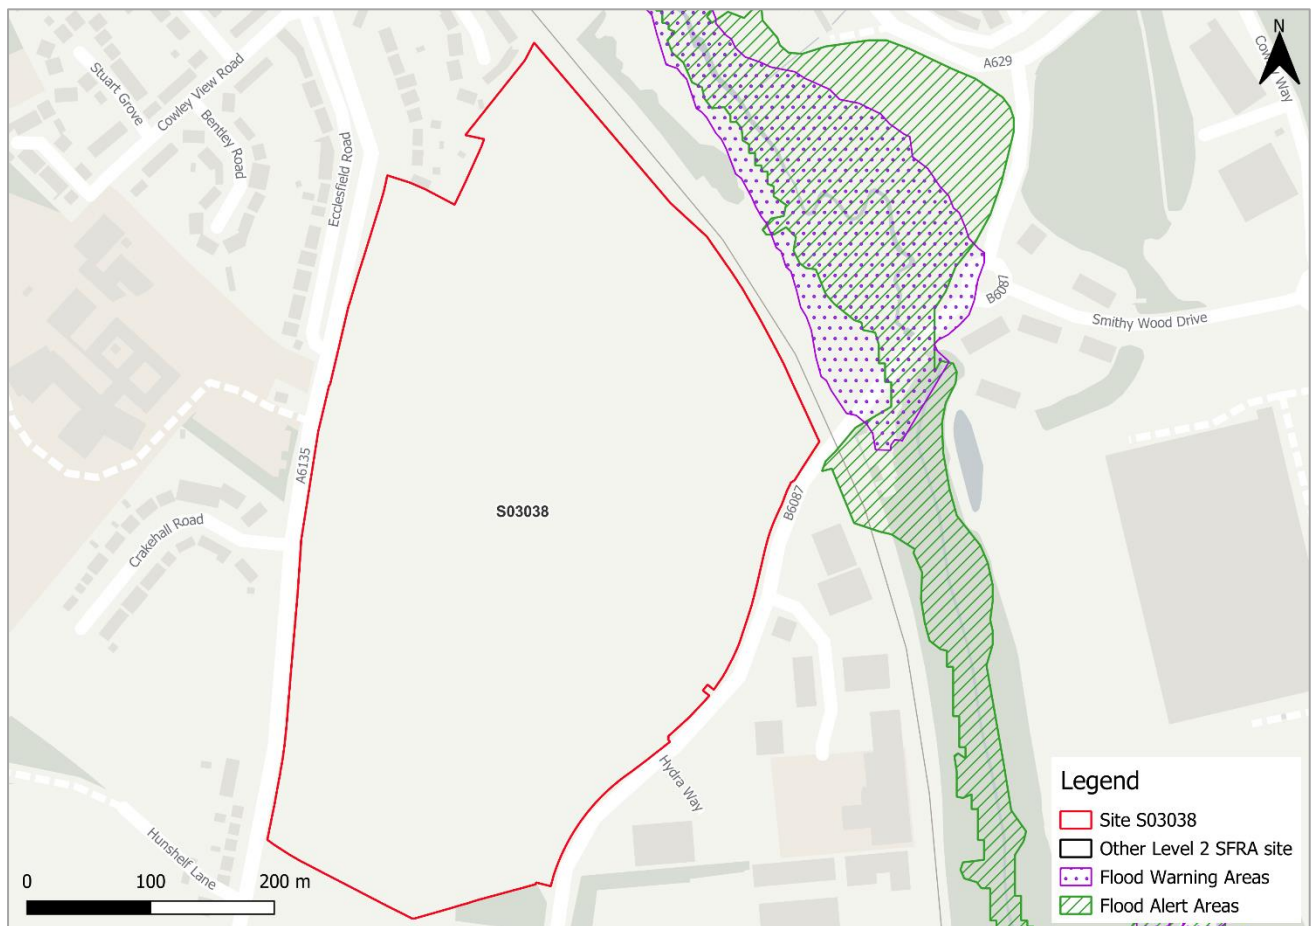 N
A629
Cowley Way
Stuart Grove
Cowley View Road
Bentley Road
Ecclesfield Road
B6087
Smithy Wood Drive
A6135
S03038
B6087
Crakehall Road
Hydra Way
Hunshelf Lane
0 100 200 m
Legend
Site S03038
Other Level 2 SFRA site
Flood Warning Areas
Flood Alert Areas